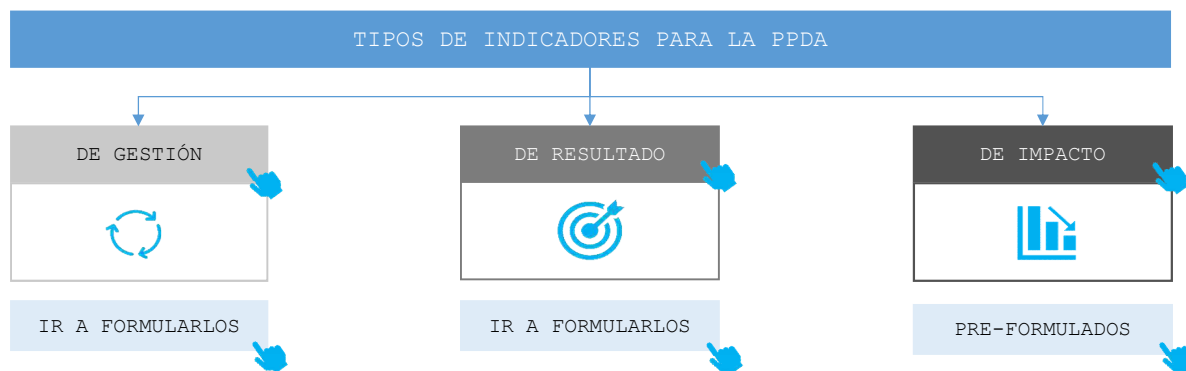 TIPOS DE INDICADORES PARA LA PPDA
DE GESTIÓN
DE RESULTADO
DE IMPACTO
IR A FORMULARLOS
IR A FORMULARLOS
PRE-FORMULADOS